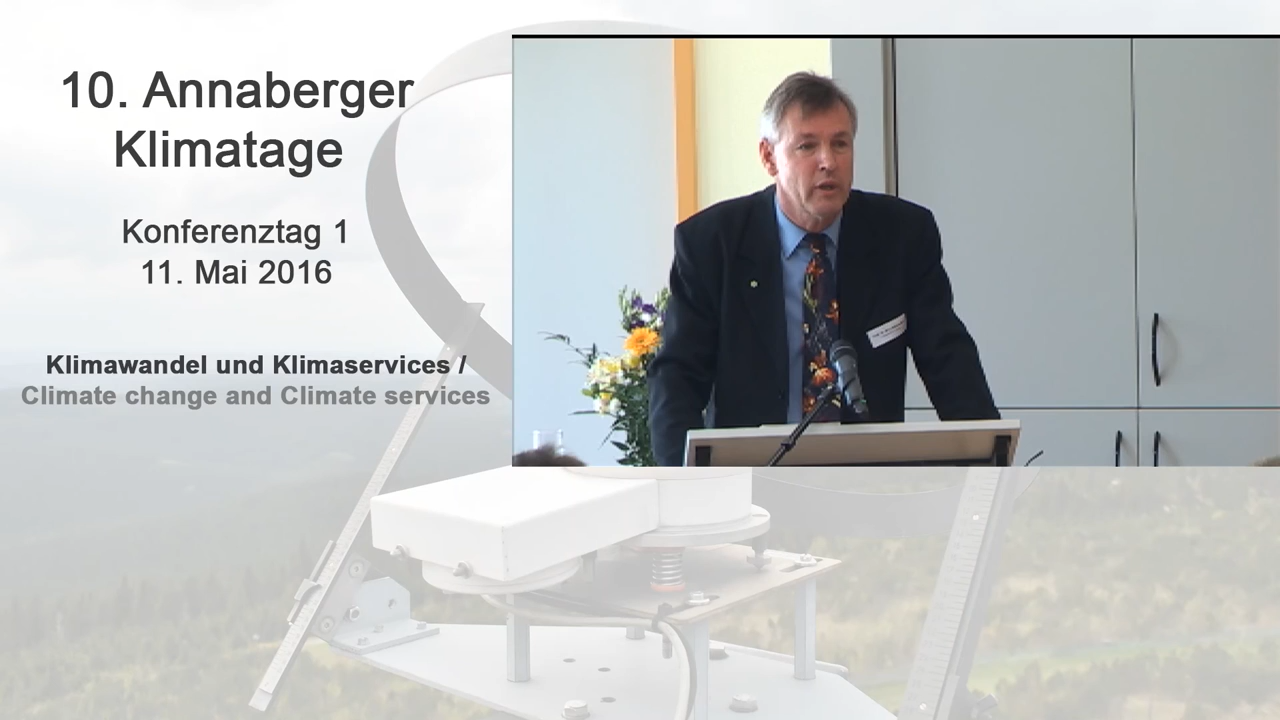 10. Annaberger
Klimatage
Konferenztag 1
11. Mai 2016
Klimawandel und Klimaservices /
Climate change and Climate services